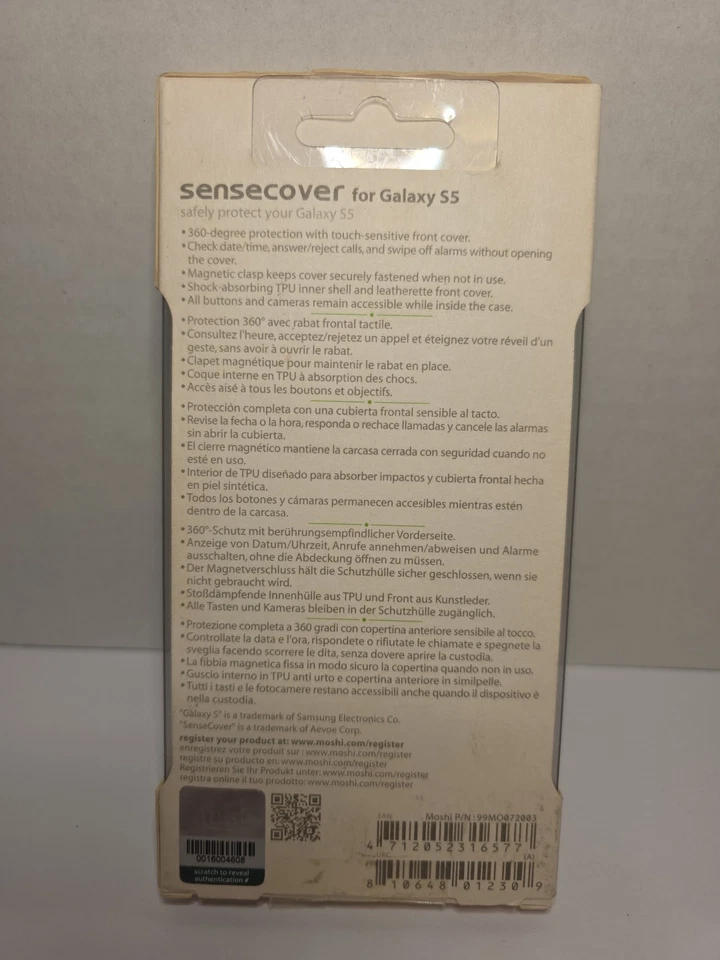 sensecover for Galaxy S5
safely protect your Galaxy S5
•360-degree protection with touch-sensitive front cover.
•Check date/time, answer/reject calls, and swipe off alarms without opening
the cover.
•Magnetic clasp keeps cover securely fastened when not in use.
•Shock-absorbing TPU inner shell and leatherette front cover.
•All buttons and cameras remain accessible while inside the case.
•Protection 360° avec rabat frontal tactile.
•Consultez l'heure, acceptez/rejetez un appel et éteignez votre réveil d'un
geste, sans avoir à ouvrir le rabat.
•Clapet magnétique pour maintenir le rabat en place.
•Coque interne en TPU à absorption des chocs.
•Accès aisé à tous les boutons et objectifs.
•Protección completa con una cubierta frontal sensible al tacto.
•Revise la fecha o la hora, responda o rechace llamadas y cancele las alarmas
sin abrir la cubierta.
•El cierre magnético mantiene la carcasa cerrada con seguridad cuando no
esté en uso.
•Interior de TPU diseñado para absorber impactos y cubierta frontal hecha
en piel sintética.
•Todos los botones y cámaras permanecen accesibles mientras estén
dentro de la carcasa.
•360°-Schutz mit berührungsempfindlicher Vorderseite.
•Anzeige von Datum/Uhrzeit, Anrufe annehmen/abweisen und Alarme
ausschalten, ohne die Abdeckung öffnen zu müssen.
•Der Magnetverschluss hält die Schutzhülle sicher geschlossen, wenn sie
nicht gebraucht wird.
•Stoßdämpfende Innenhülle aus TPU und Front aus Kunstleder.
•Alle Tasten und Kameras bleiben in der Schutzhülle zugänglich.
•Protezione completa a 360 gradi con copertina anteriore sensibile al tocco.
•Controllate la data e l'ora, rispondete o rifiutate le chiamate e spegnete la
sveglia facendo scorrere le dita, senza dovere aprire la custodia.
•La fibbia magnetica fissa in modo sicuro la copertina quando non in uso.
•Guscio interno in TPU anti urto e copertina anteriore in similpelle.
•Tutti i tasti e le fotocamere restano accessibili anche quando il dispositivo è
nella custodia.
"Galaxy S" is a trademark of Samsung Electronics Co.
"SenseCover" is a trademark of Aevoe Corp.
register your product at: www.moshi.com/register
enregistrez votre produit sur : www.moshi.com/register
registre su producto en: www.moshi.com/register
Registrieren Sie Ihr Produkt unter: www.moshi.com/register
registra online il tuo prodotto: www.moshi.com/register
0016004608
scratch to reveal
authentication #
EAN
Moshi P/N : 99MO072003
4 712052316577
(A)
8 10648 01230 9